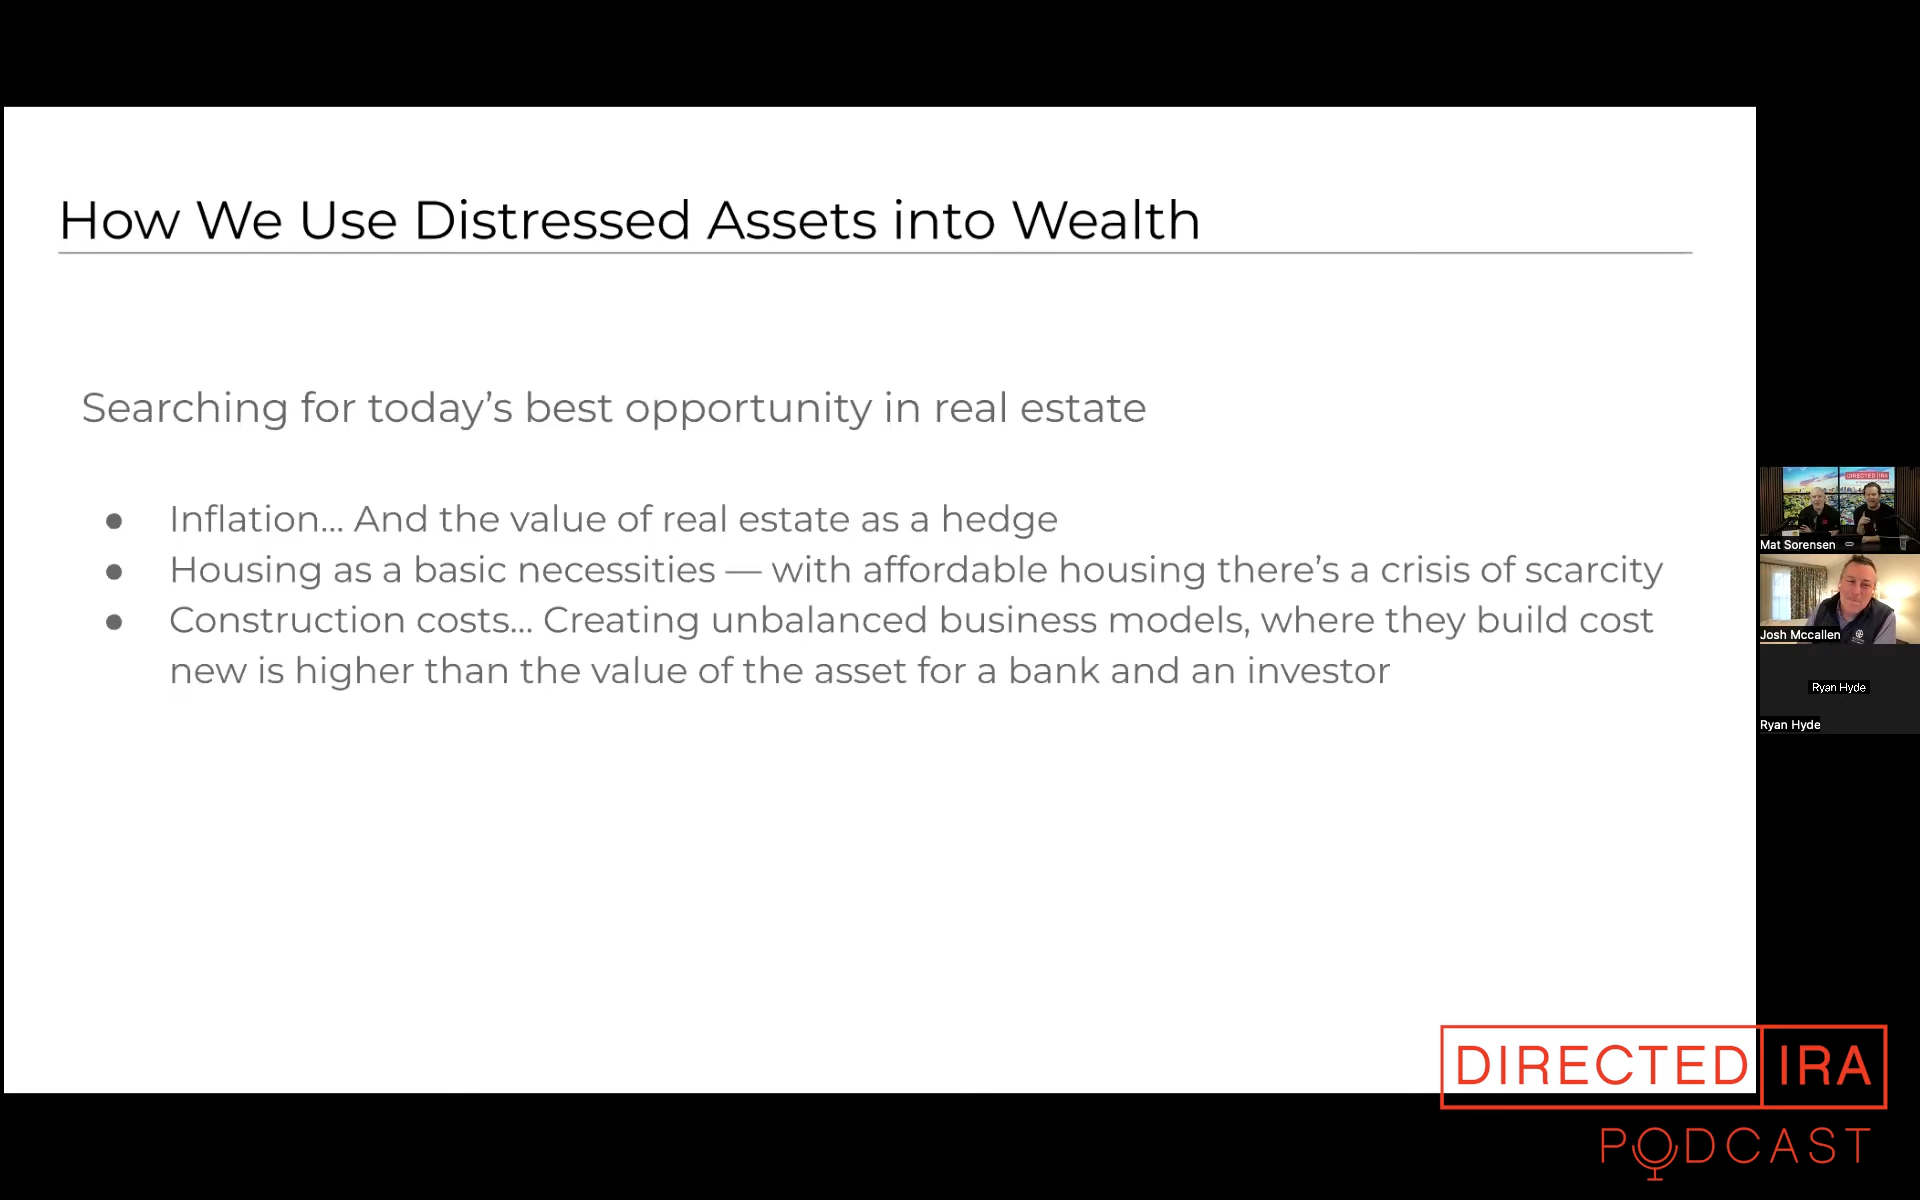 How We Use Distressed Assets into Wealth
Searching for today's best opportunity in real estate
● Inflation... And the value of real estate as a hedge
● Housing as a basic necessities — with affordable housing there's a crisis of scarcity
● Construction costs... Creating unbalanced business models, where they build cost
new is higher than the value of the asset for a bank and an investor
DIRECTED IRA
Mat Sorensen
Josh Mccallen
Ryan Hyde
Ryan Hyde
DIRECTED IRA
PODCAST